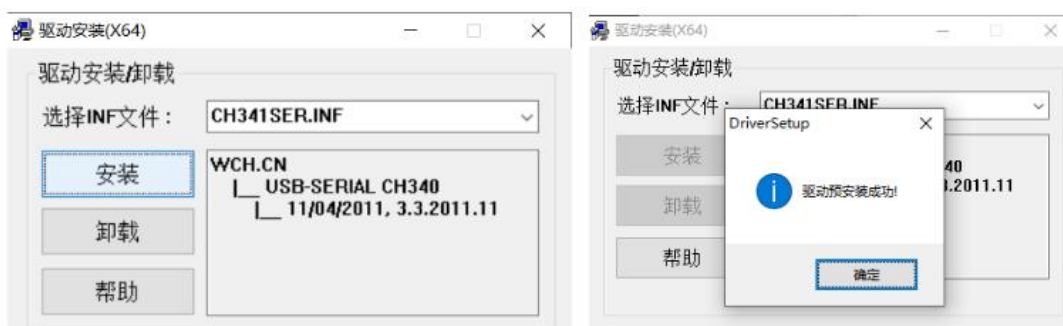 驱动安装(X64)
驱动安装/卸载
选择INF文件：
CH341SER.INF
安装
卸载
帮助
WCH.CN
|__ USB-SERIAL CH340
|__ 11/04/2011, 3.3.2011.11
驱动安装(X64)
驱动安装/卸载
选择INF文件：
CH341SER.INF
安装
卸载
帮助
40
3.2011.11
DriverSetup
驱动预安装成功!
确定